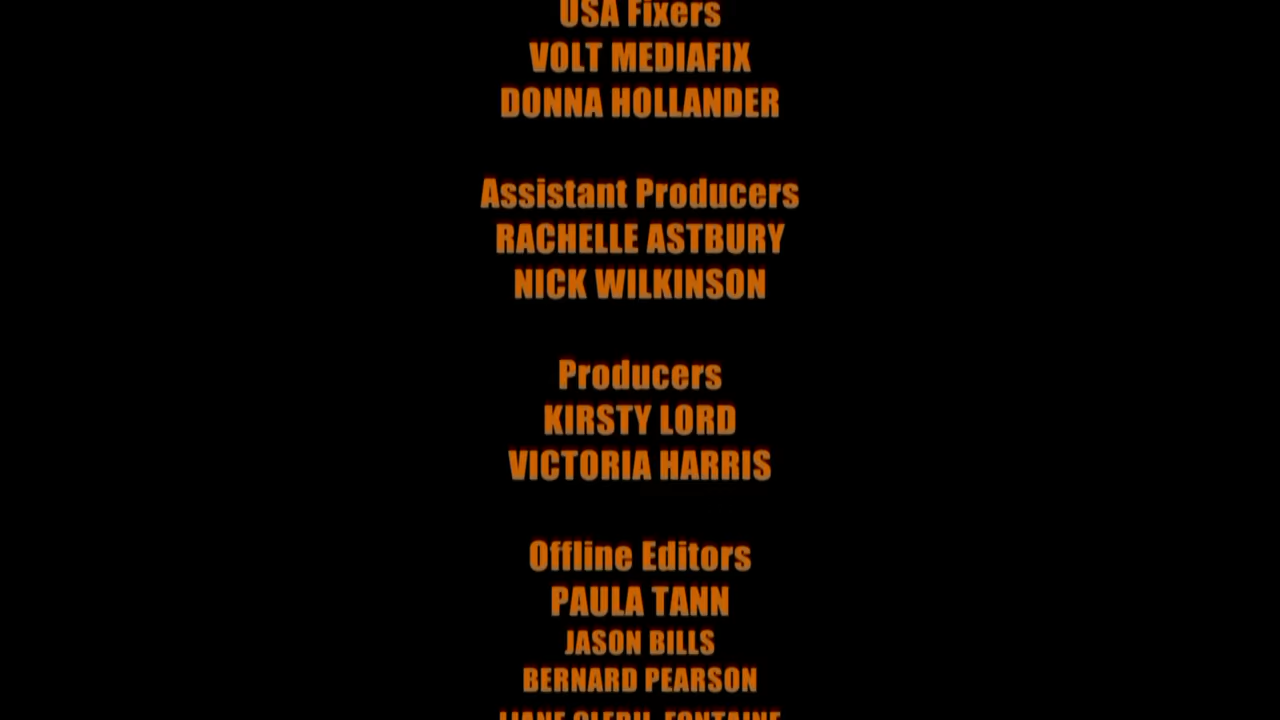 USA Fixers
VOLT MEDIAFIX
DONNA HOLLANDER
Assistant Producers
RACHELLE ASTBURY
NICK WILKINSON
Producers
KIRSTY LORD
VICTORIA HARRIS
Offline Editors
PAULA TANN
JASON BILLS
BERNARD PEARSON